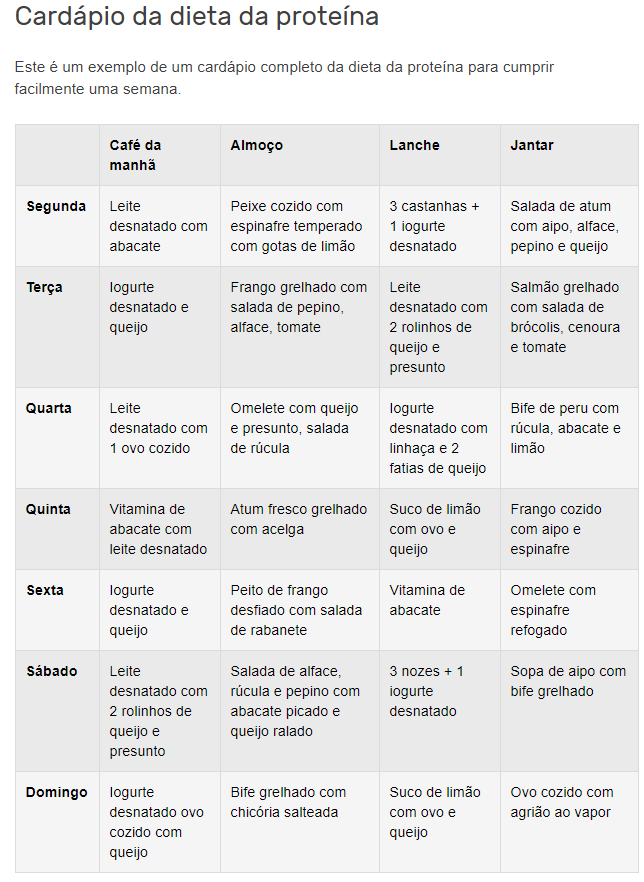 Cardápio da dieta da proteína
Este é um exemplo de um cardápio completo da dieta da proteína para cumprir
facilmente uma semana.
Café da
manhã
Almoço
Lanche
Jantar
Segunda
Leite
desnatado com
abacate
Peixe cozido com
espinafre temperado
com gotas de limão
3 castanhas +
1 iogurte
desnatado
Salada de atum
com aipo, alface,
pepino e queijo
Terça
Iogurte
desnatado e
queijo
Frango grelhado com
salada de pepino,
alface, tomate
Leite
desnatado com
2 rolinhos de
queijo e
presunto
Salmão grelhado
com salada de
brócolis, cenoura
e tomate
Quarta
Leite
desnatado com
1 ovo cozido
Omelete com queijo
e presunto, salada
de rúcula
Iogurte
desnatado com
linhaça e 2
fatias de queijo
Bife de peru com
rúcula, abacate e
limão
Quinta
Vitamina de
abacate com
leite desnatado
Atum fresco grelhado
com acelga
Suco de limão
com ovo e
queijo
Frango cozido
com aipo e
espinafre
Sexta
Iogurte
desnatado e
queijo
Peito de frango
desfiado com salada
de rabanete
Vitamina de
abacate
Omelete com
espinafre
refogado
Sábado
Leite
desnatado com
2 rolinhos de
queijo e
presunto
Salada de alface,
rúcula e pepino com
abacate picado e
queijo ralado
3 nozes + 1
iogurte
desnatado
Sopa de aipo com
bife grelhado
Domingo
Iogurte
desnatado ovo
cozido com
queijo
Bife grelhado com
chicória salteada
Suco de limão
com ovo e
queijo
Ovo cozido com
agrião ao vapor